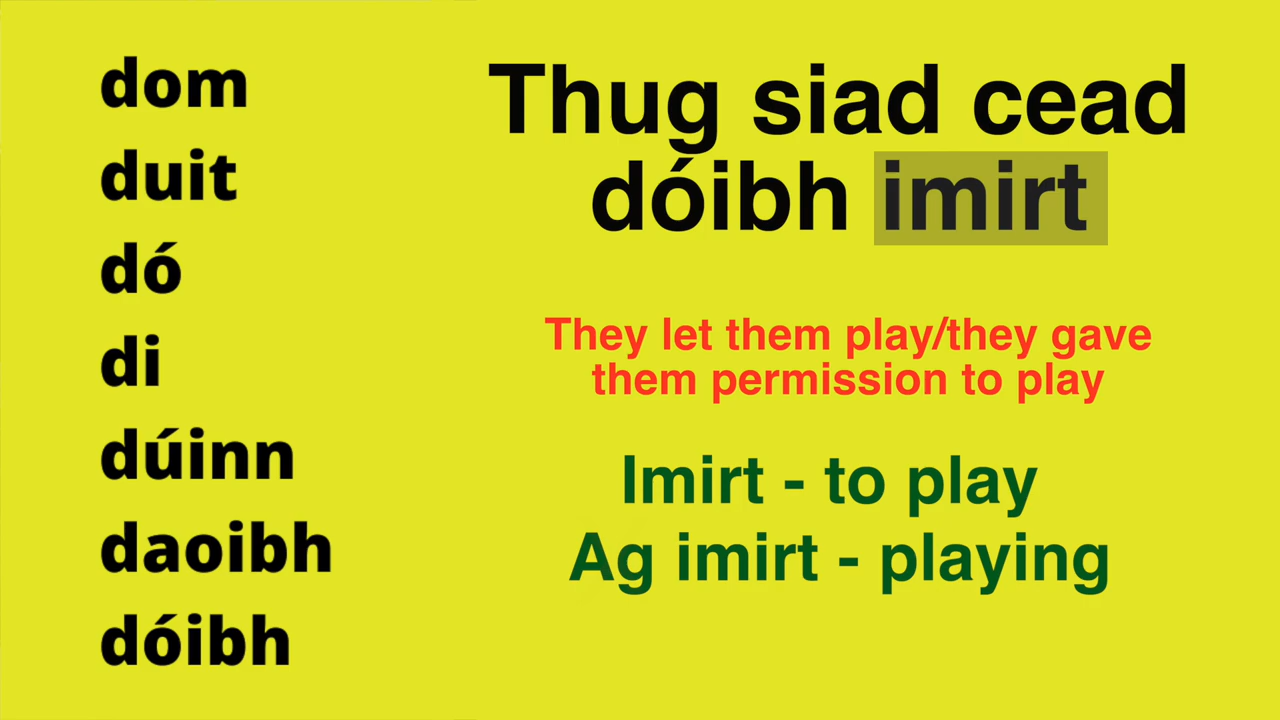 dom
duit
dó
di
dúinn
daoibh
dóibh
Thug siad cead
dóibh imirt
They let them play/they gave
them permission to play
Imirt - to play
Ag imirt - playing